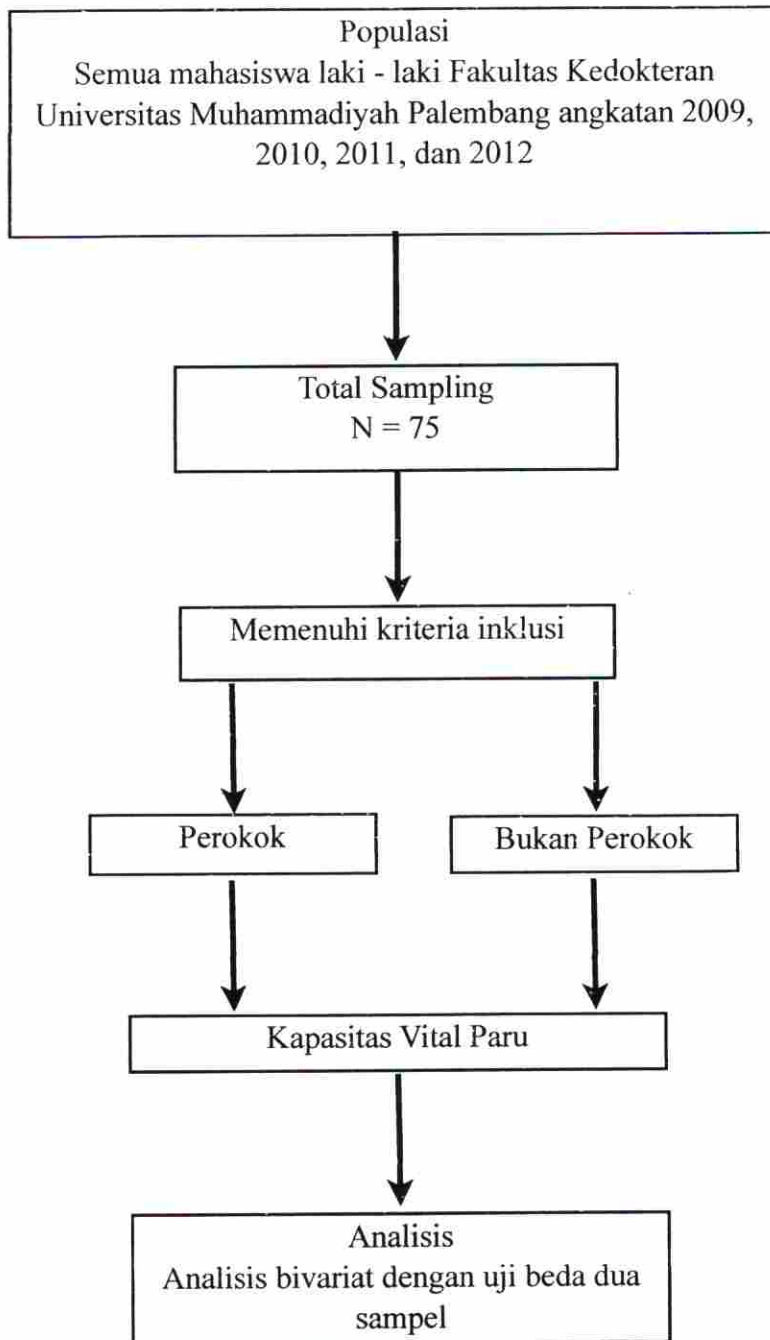 Populasi
Semua mahasiswa laki - laki Fakultas Kedokteran
Universitas Muhammadiyah Palembang angkatan 2009,
2010, 2011, dan 2012
Total Sampling
N = 75
Memenuhi kriteria inklusi
Perokok
Bukan Perokok
Kapasitas Vital Paru
Analisis
Analisis bivariat dengan uji beda dua
sampel